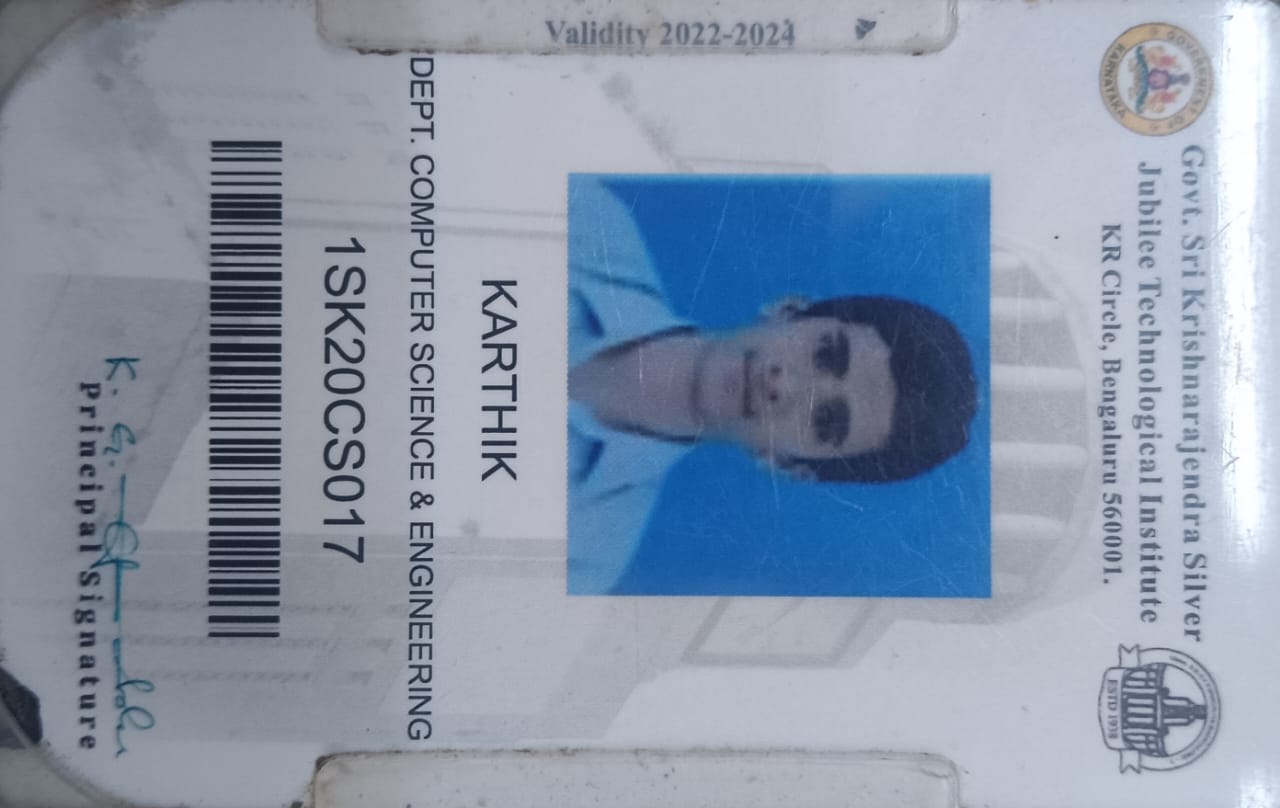 Validity 2022-2024
GOVERNMENT OF KARNATAKA
Govt. Sri Krishnarajendra Silver
Jubilee Technological Institute
KR Circle, Bengaluru 560001.
ESTD 1938
KARTHIK
DEPT. COMPUTER SCIENCE & ENGINEERING
1SK20CS017
Principal Signature